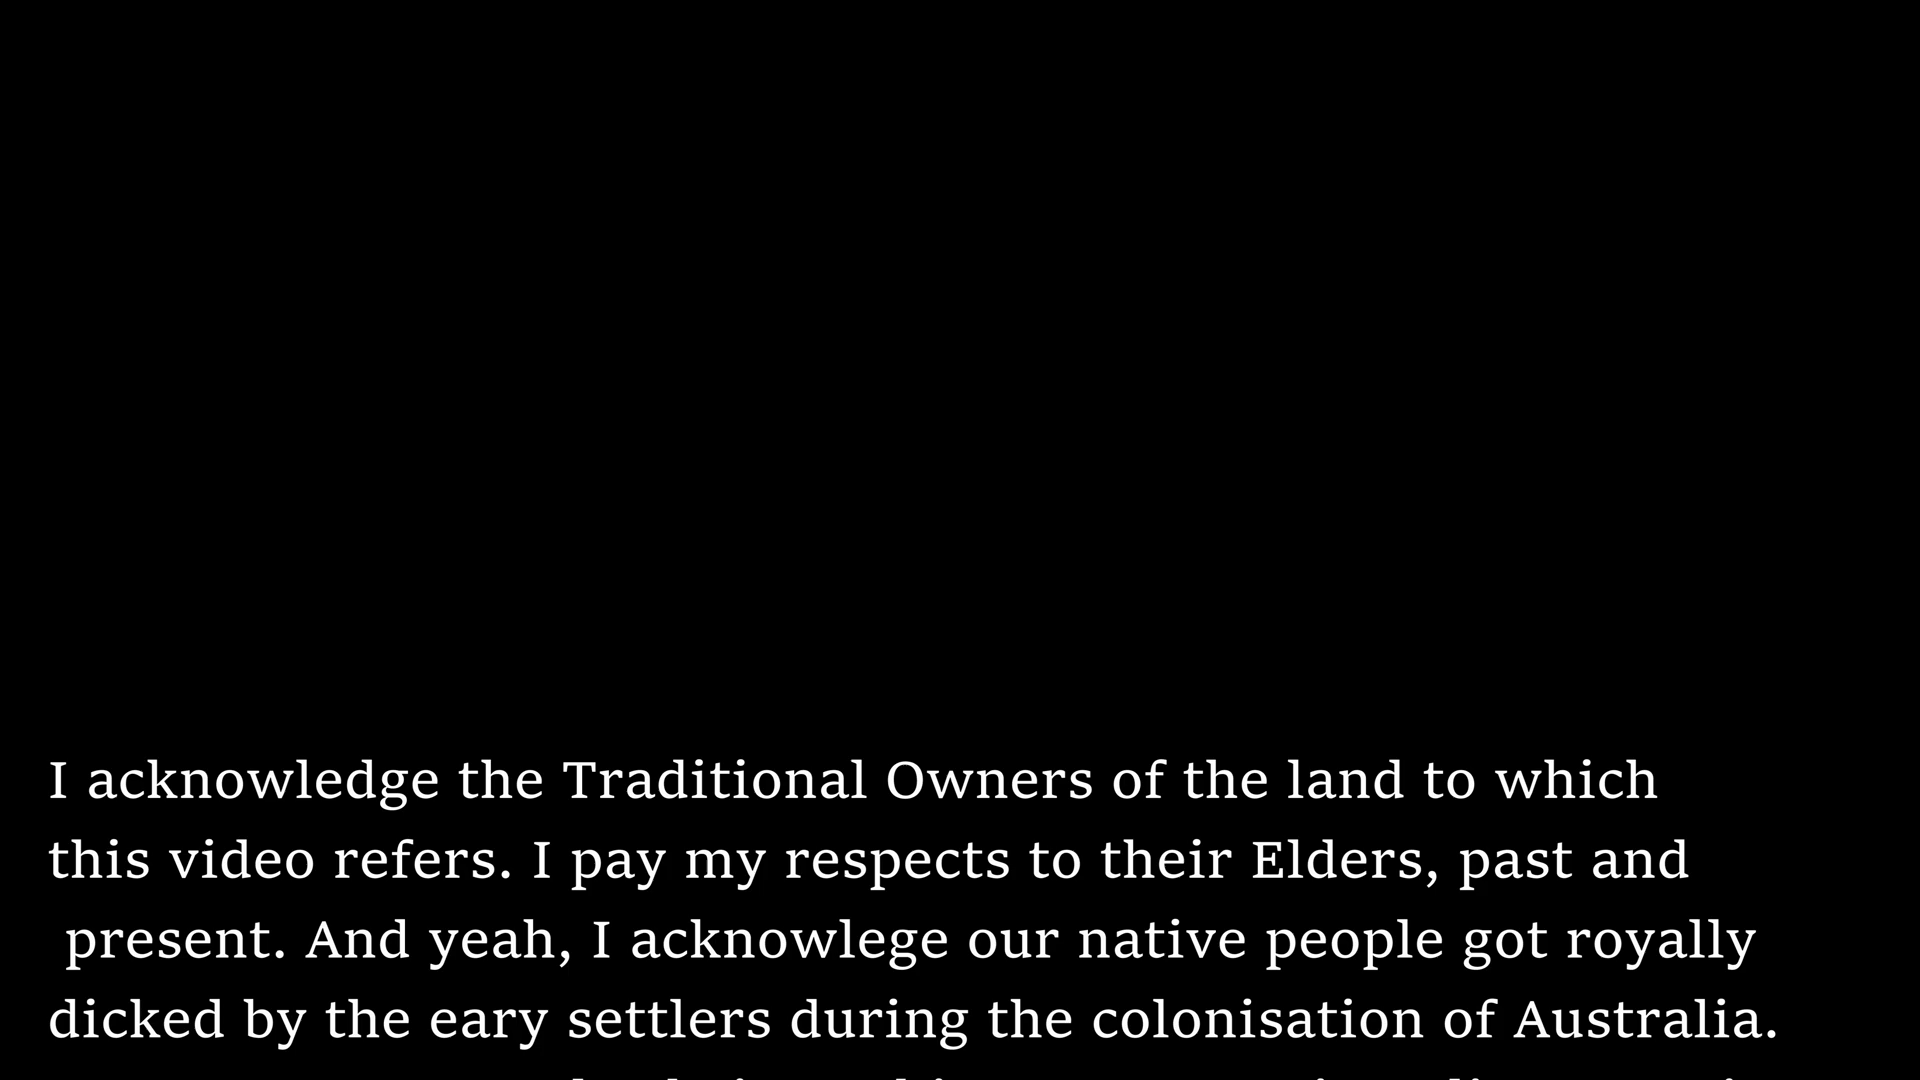 I acknowledge the Traditional Owners of the land to which
this video refers. I pay my respects to their Elders, past and
present. And yeah, I acknowlege our native people got royally
dicked by the eary settlers during the colonisation of Australia.